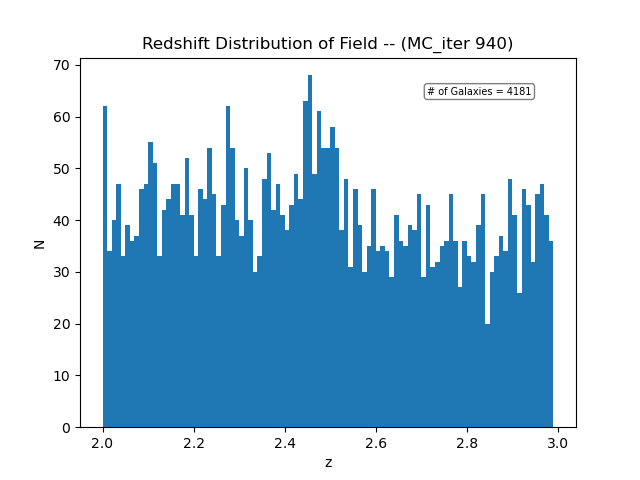 Redshift Distribution of Field -- (MC_iter 940)
# of Galaxies = 4181
70
60
50
40
30
20
10
0
N
2.0 2.2 2.4 2.6 2.8 3.0
z